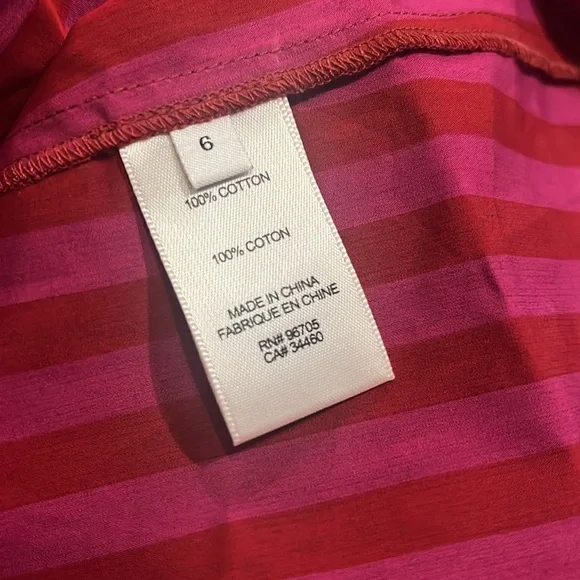 6
100% COTTON
100% COTON
MADE IN CHINA
FABRIQUE EN CHINE
RN# 96705
CA# 34460